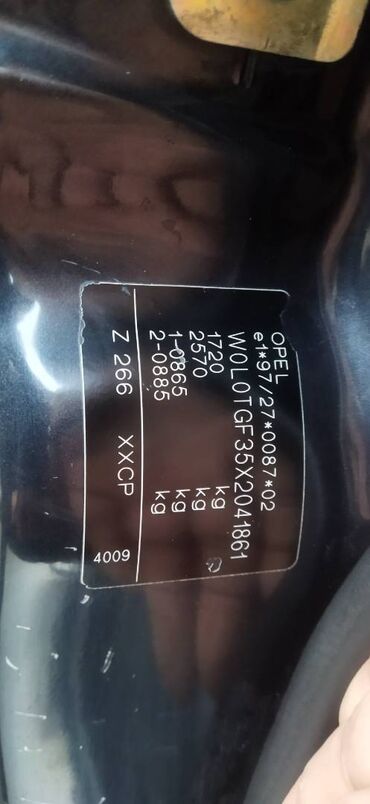 OPEL
e1*97/27*0087*02
W0L0TGF35X2041861
1720 kg
2570 kg
1-0865 kg
2-0885 kg
Z 266 XXCP
4009